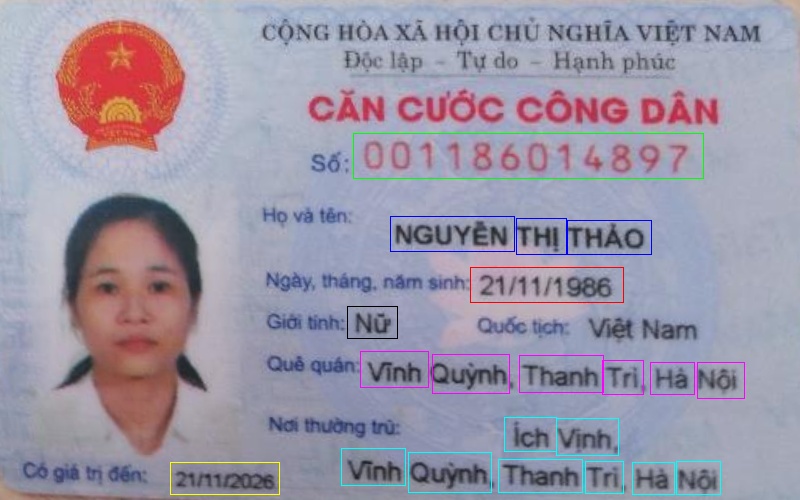 CỘNG HÒA XÃ HỘI CHỦ NGHĨA VIỆT NAM
Độc lập – Tự do – Hạnh phúc
CĂN CƯỚC CÔNG DÂN
Số: 001186014897
Họ và tên:
NGUYỄN THỊ THẢO
Ngày, tháng, năm sinh: 21/11/1986
Giới tính: Nữ Quốc tịch: Việt Nam
Quê quán: Vĩnh Quỳnh, Thanh Trì, Hà Nội
Nơi thường trú: Ích Vịnh,
Vĩnh Quỳnh, Thanh Trì, Hà Nội
Có giá trị đến: 21/11/2026